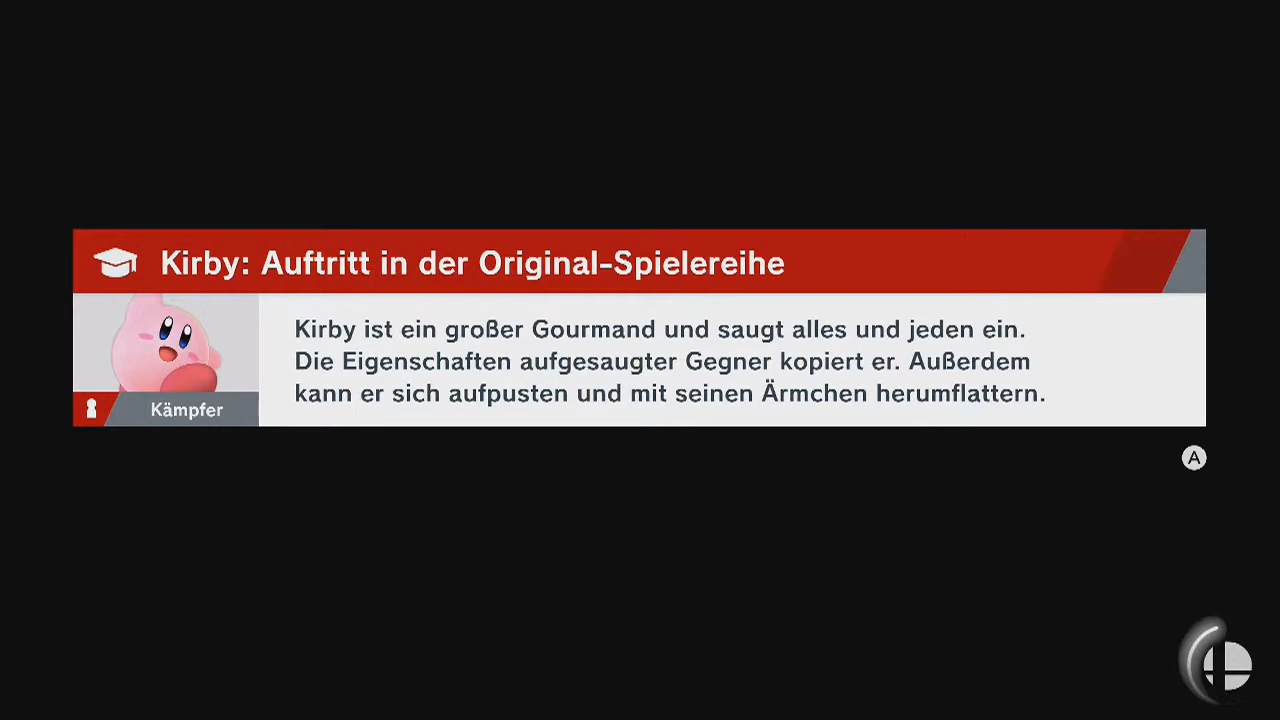 Kirby: Auftritt in der Original-Spielereihe
Kirby ist ein großer Gourmand und saugt alles und jeden ein.
Die Eigenschaften aufgesaugter Gegner kopiert er. Außerdem
kann er sich aufpusten und mit seinen Ärmchen herumflattern.
Kämpfer
A